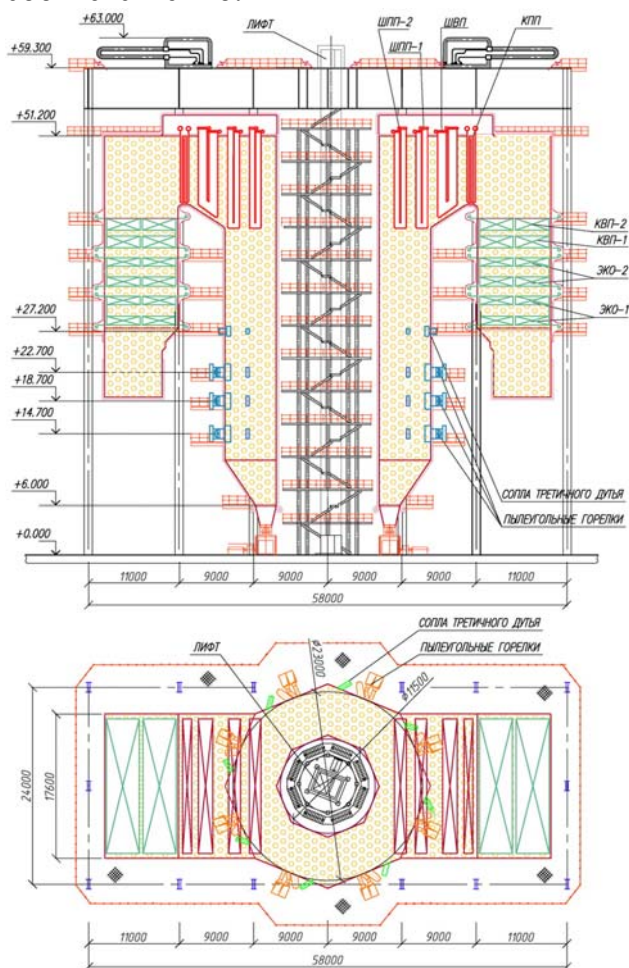 +63.000
+59.300
ЛИФТ
ШПП-2
ШПП-1
ШВП
КПП
+51.200
КВП-2
КВП-1
ЭКО-2
ЭКО-1
+27.200
+22.700
+18.700
+14.700
+6.000
+0.000
СОПЛА ТРЕТИЧНОГО ДУТЬЯ
ПЫЛЕУГОЛЬНЫЕ ГОРЕЛКИ
11000 9000 9000 9000 9000 11000
58000
ЛИФТ
СОПЛА ТРЕТИЧНОГО ДУТЬЯ
ПЫЛЕУГОЛЬНЫЕ ГОРЕЛКИ
ø23000
ø11500
24000
17600
11000 9000 9000 9000 9000 11000
58000